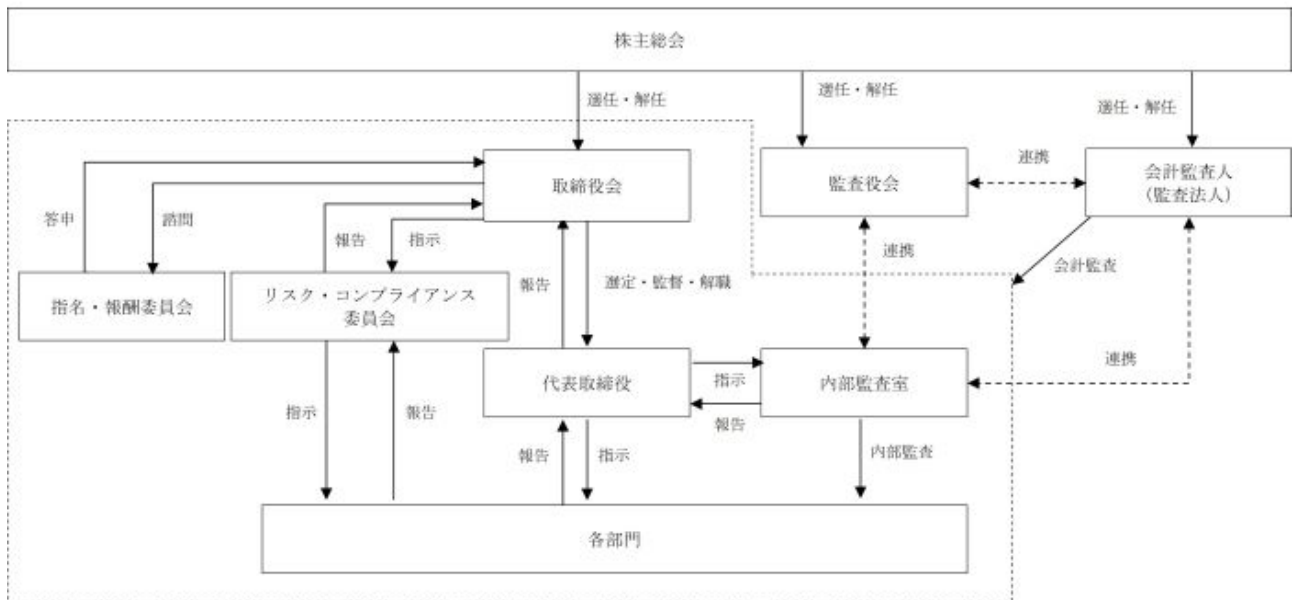 株主総会
選任・解任
選任・解任
選任・解任
取締役会
監査役会
連携
会計監査人
(監査法人)
答申
諮問
報告
指示
連携
会計監査
指名・報酬委員会
リスク・コンプライアンス
委員会
報告
選定・監督・解職
代表取締役
指示
報告
内部監査室
連携
指示
報告
報告
指示
内部監査
各部門